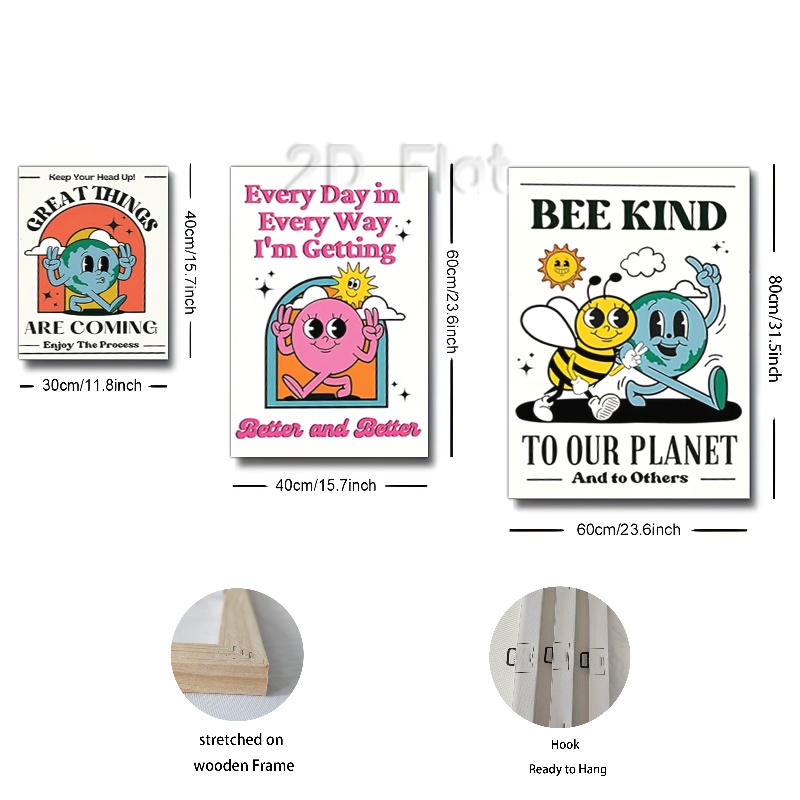 2D Flat
Keep Your Head Up!
GREAT THINGS
ARE COMING
Enjoy The Process
40cm/15.7inch
30cm/11.8inch
Every Day in
Every Way
I'm Getting
Better and Better
60cm/23.6inch
40cm/15.7inch
BEE KIND
TO OUR PLANET
And to Others
80cm/31.5inch
60cm/23.6inch
stretched on
wooden Frame
Hook
Ready to Hang